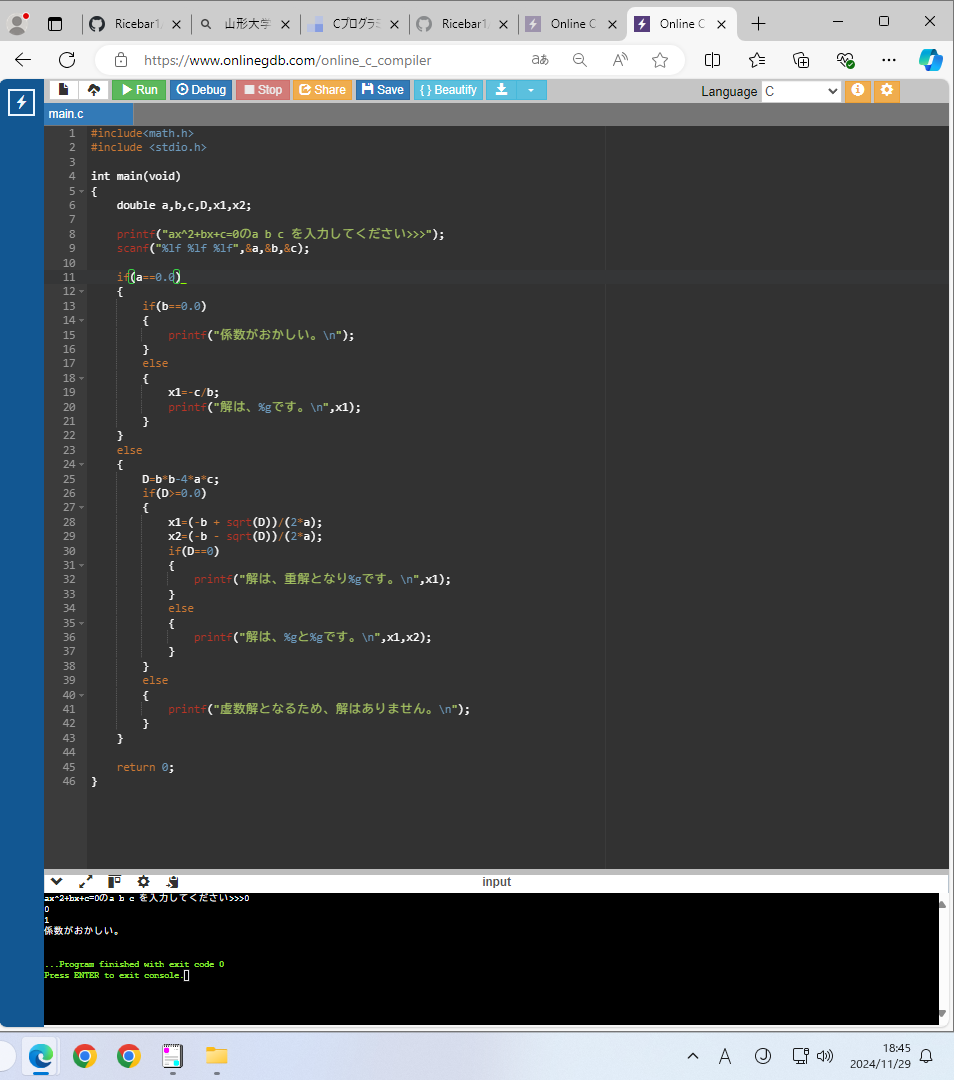 Ricebar1
山形大学
Cプログラミ
Ricebar1
Online C
Online C
https://www.onlinegdb.com/online_c_compiler
Run Debug Stop Share Save { } Beautify Language C
main.c
1 #include<math.h>
2 #include <stdio.h>
3
4 int main(void)
5 {
6 double a,b,c,D,x1,x2;
7
8 printf("ax^2+bx+c=0のa b c を入力してください>>>");
9 scanf("%lf %lf %lf",&a,&b,&c);
10
11 if(a==0.0)
12 {
13 if(b==0.0)
14 {
15 printf("係数がおかしい。\n");
16 }
17 else
18 {
19 x1=-c/b;
20 printf("解は、%gです。\n",x1);
21 }
22 }
23 else
24 {
25 D=b*b-4*a*c;
26 if(D>=0.0)
27 {
28 x1=(-b + sqrt(D))/(2*a);
29 x2=(-b - sqrt(D))/(2*a);
30 if(D==0)
31 {
32 printf("解は、重解となり%gです。\n",x1);
33 }
34 else
35 {
36 printf("解は、%gと%gです。\n",x1,x2);
37 }
38 }
39 else
40 {
41 printf("虚数解となるため、解はありません。\n");
42 }
43 }
44
45 return 0;
46 }
input
ax^2+bx+c=0のa b c を入力してください>>>0
0
1
係数がおかしい。
...Program finished with exit code 0
Press ENTER to exit console.
A
18:45
2024/11/29